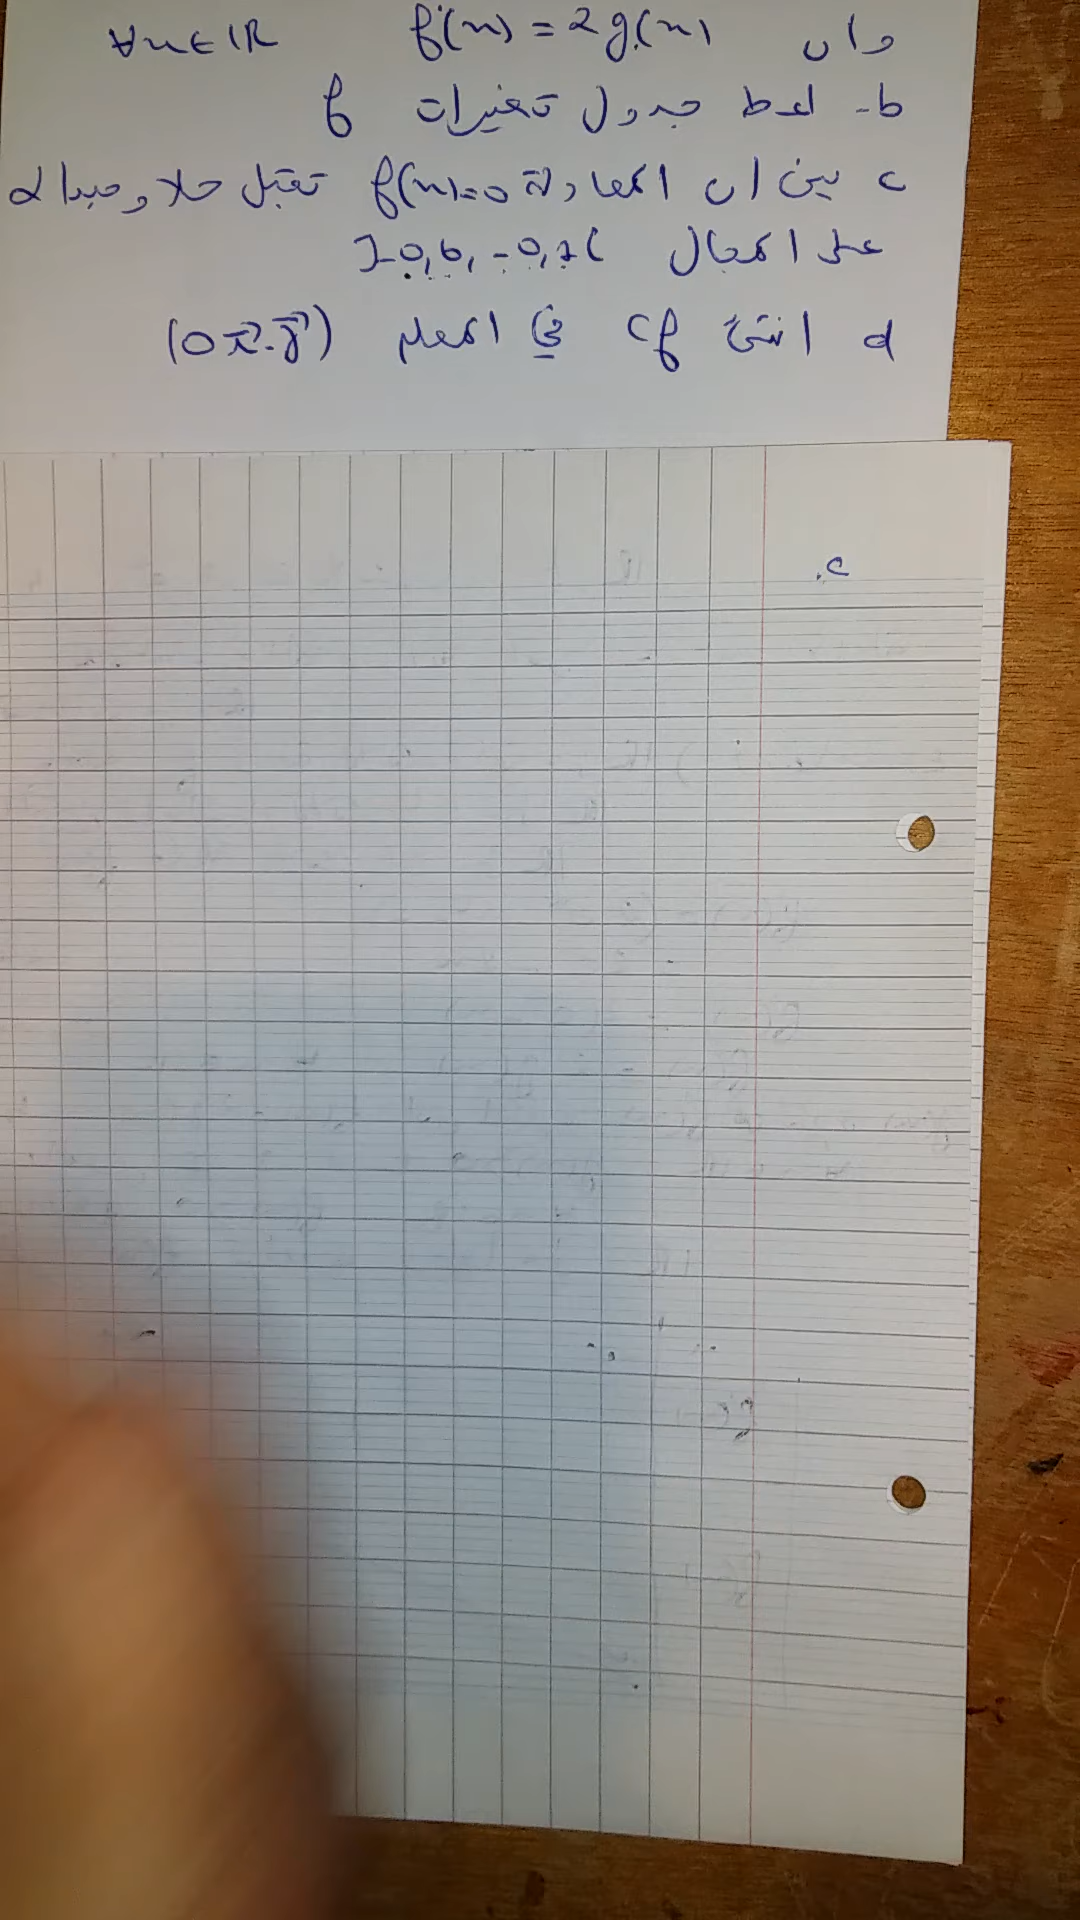 وان f'(x) = 2g(x) ∀x∈IR
b- اعط جدول تغيرات f
c بين ان المعادلة f(x)=0 تقبل حلا وحيدا α
على المجال ]-0,6, -0,7[
d انشئ Cf في المعلم (o i⃗. j⃗)
c.